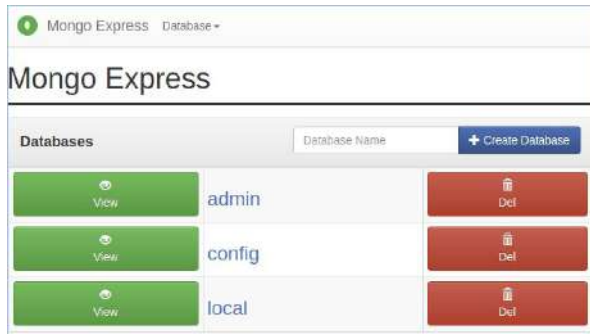 Mongo Express Database
Mongo Express
Databases Database Name + Create Database
View admin Del
View config Del
View local Del